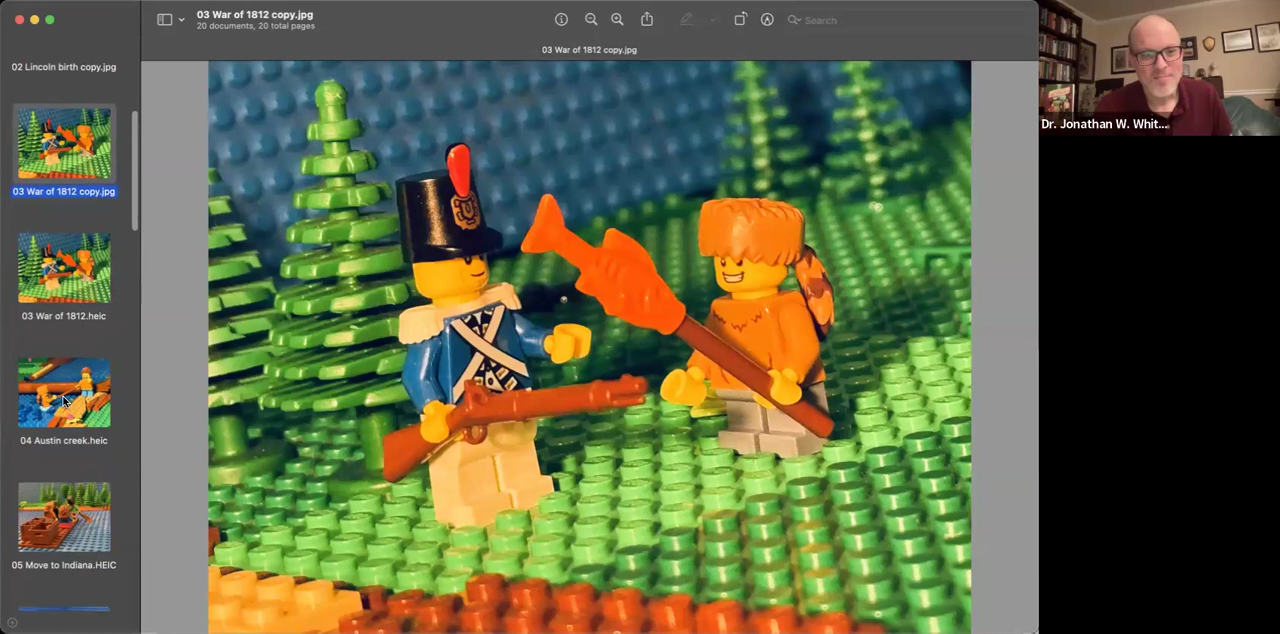 03 War of 1812 copy.jpg
20 documents, 20 total pages
Search
03 War of 1812 copy.jpg
02 Lincoln birth copy.jpg
03 War of 1812 copy.jpg
03 War of 1812.heic
04 Austin creek.heic
05 Move to Indiana.HEIC
Dr. Jonathan W. Whit...